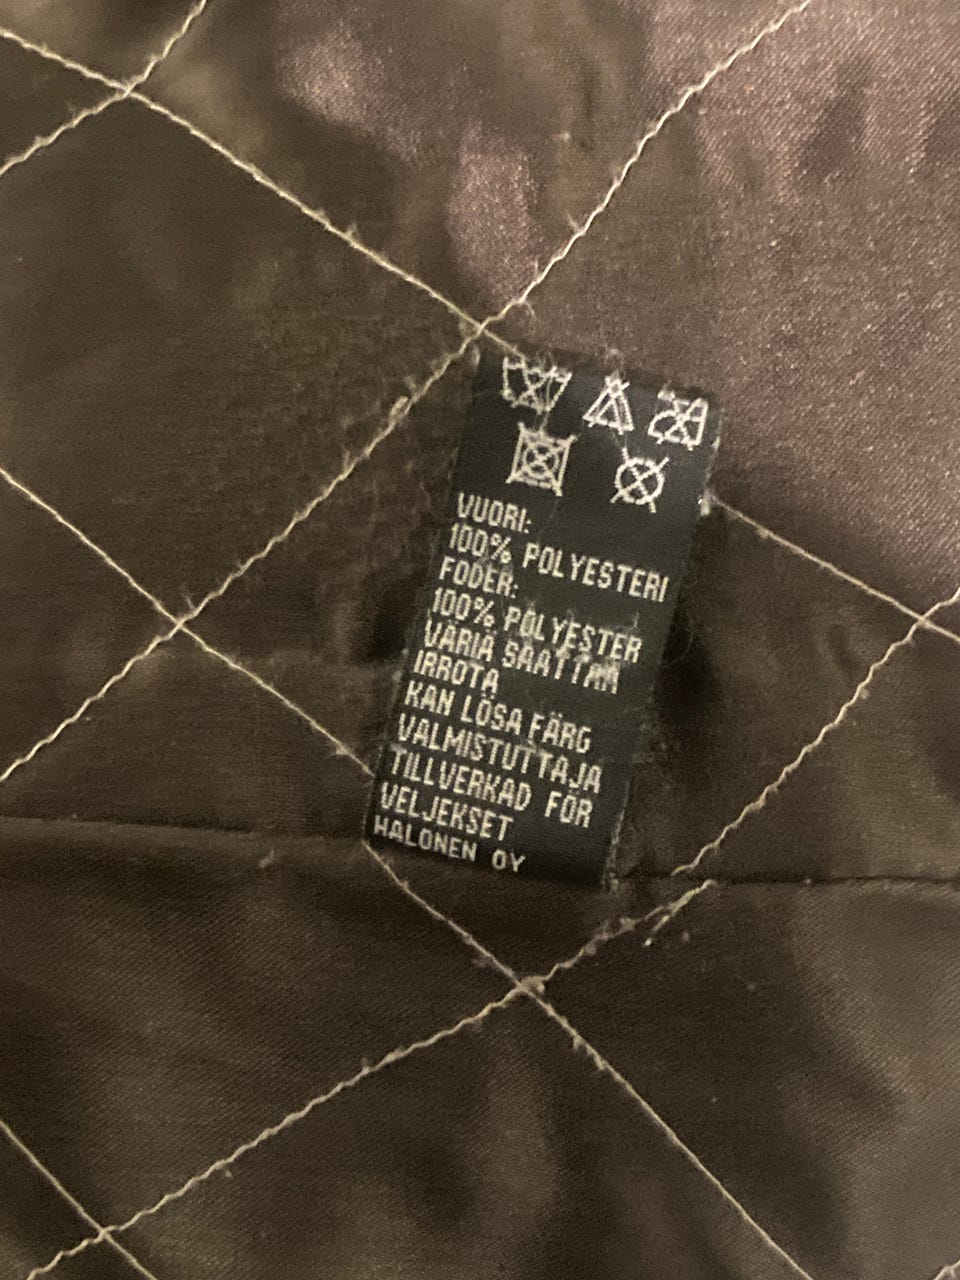 VUORI:
100% POLYESTERI
FODER:
100% POLYESTER
VÄRIÄ SAATTAA
IRROTA
KAN LÖSA FÄRG
VALMISTUTTAJA
TILLVERKAD FÖR
VELJEKSET
HALONEN OY